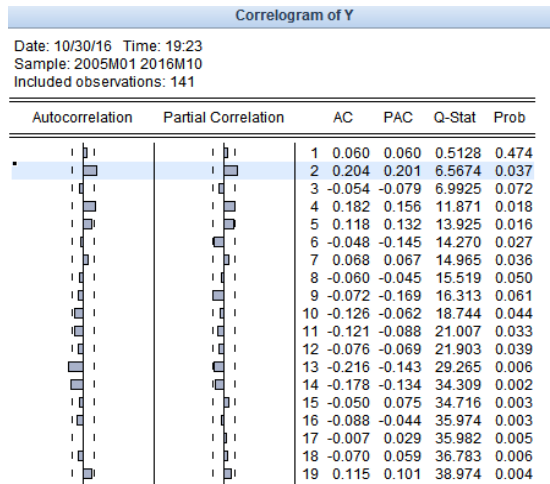 Correlogram of Y
Date: 10/30/16 Time: 19:23
Sample: 2005M01 2016M10
Included observations: 141
Autocorrelation Partial Correlation AC PAC Q-Stat Prob
1 0.060 0.060 0.5128 0.474
2 0.204 0.201 6.5674 0.037
3 -0.054 -0.079 6.9925 0.072
4 0.182 0.156 11.871 0.018
5 0.118 0.132 13.925 0.016
6 -0.048 -0.145 14.270 0.027
7 0.068 0.067 14.965 0.036
8 -0.060 -0.045 15.519 0.050
9 -0.072 -0.169 16.313 0.061
10 -0.126 -0.062 18.744 0.044
11 -0.121 -0.088 21.007 0.033
12 -0.076 -0.069 21.903 0.039
13 -0.216 -0.143 29.265 0.006
14 -0.178 -0.134 34.309 0.002
15 -0.050 0.075 34.716 0.003
16 -0.088 -0.044 35.974 0.003
17 -0.007 0.029 35.982 0.005
18 -0.070 0.059 36.783 0.006
19 0.115 0.101 38.974 0.004